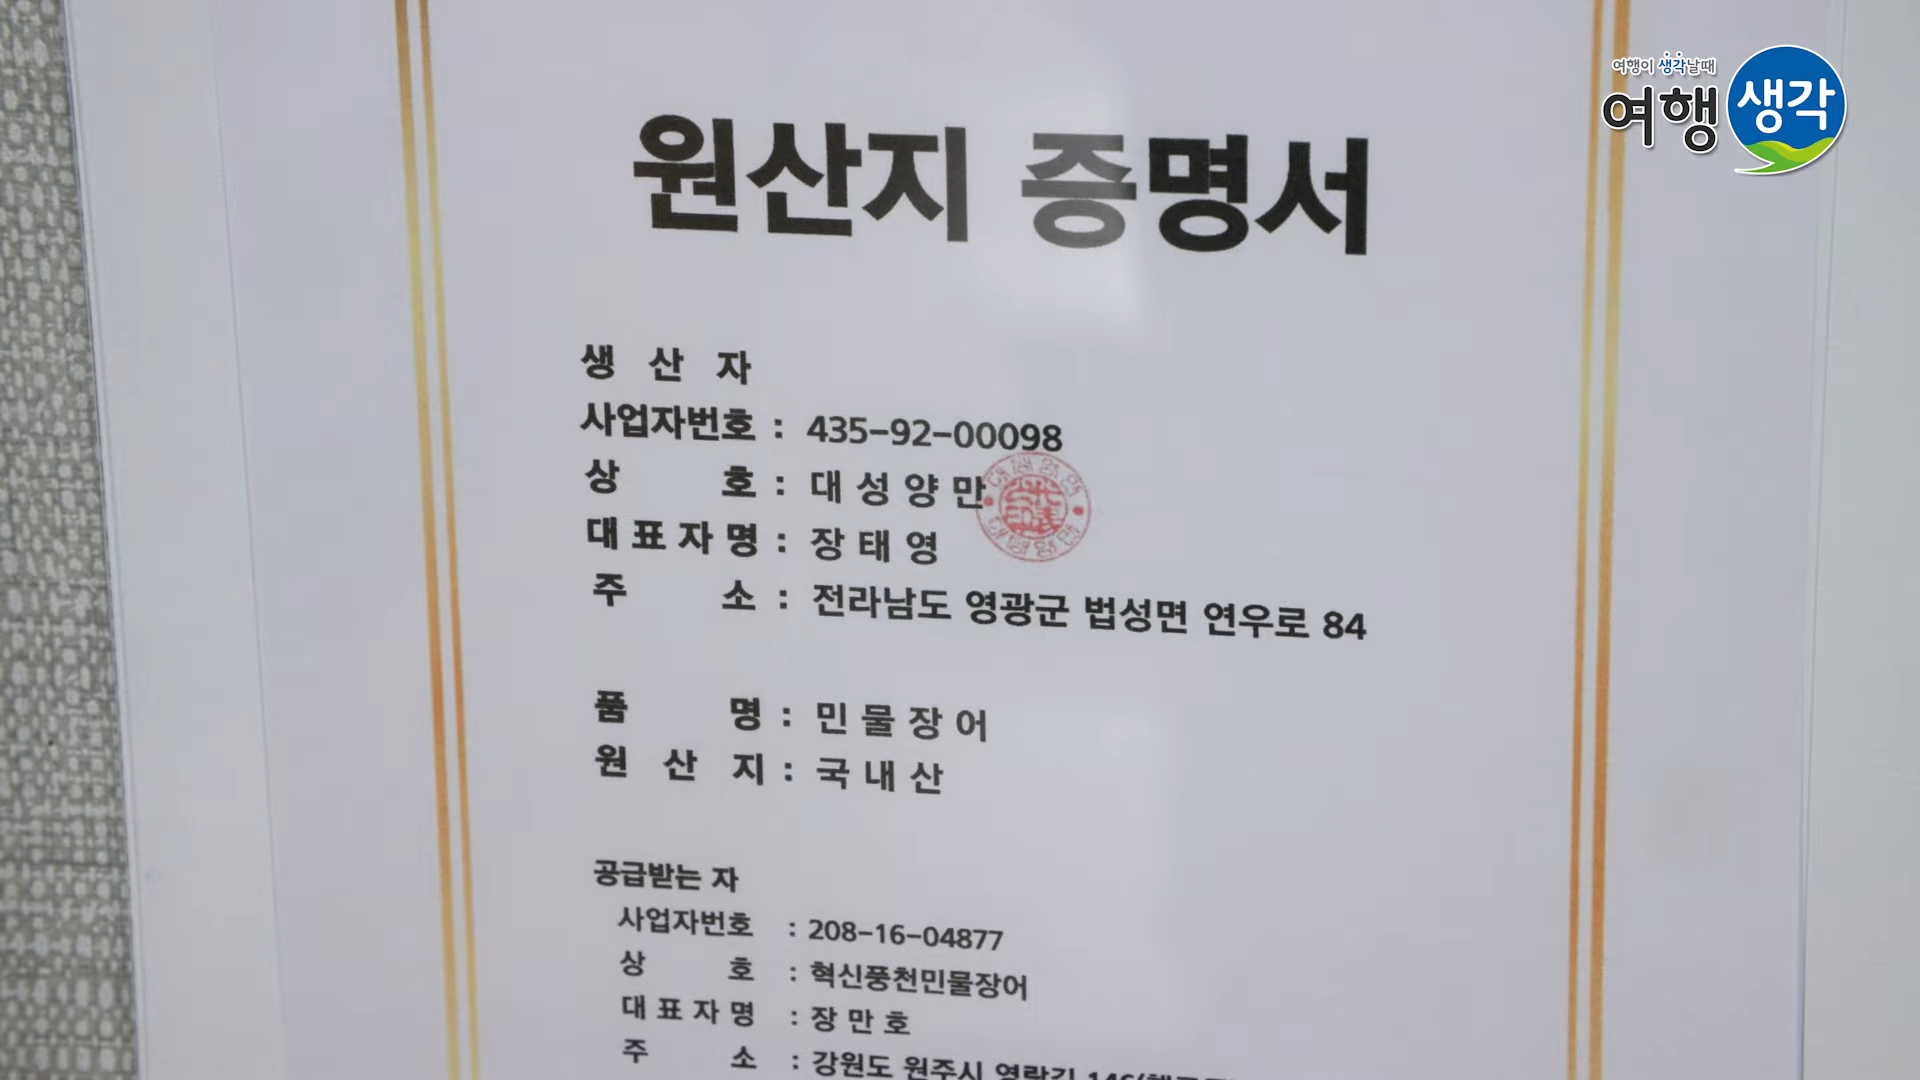 여행이 생각날때
여행 생각
원산지 증명서
생 산 자
사업자번호 : 435-92-00098
상 호 : 대성양만
대표자명 : 장태영
주 소 : 전라남도 영광군 법성면 연우로 84
품 명 : 민물장어
원 산 지 : 국내산
공급받는 자
사업자번호 : 208-16-04877
상 호 : 혁신풍천민물장어
대표자명 : 장만호
주 소 : 강원도 원주시